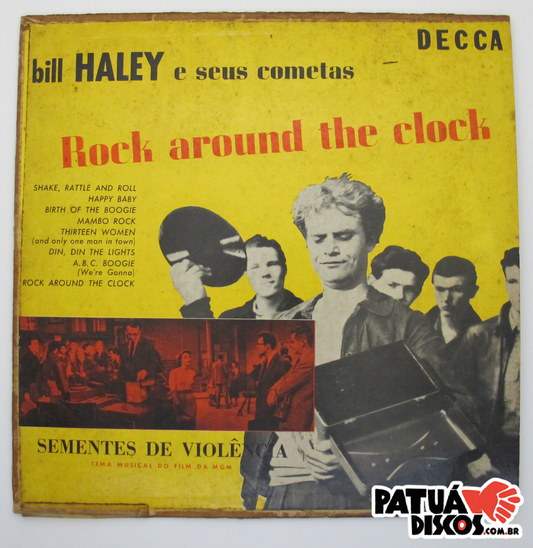 DECCA
bill HALEY e seus cometas
Rock around the clock
SHAKE, RATTLE AND ROLL
HAPPY BABY
BIRTH OF THE BOOGIE
MAMBO ROCK
THIRTEEN WOMEN
(and only one man in town)
DIN, DIN THE LIGHTS
A.B.C. BOOGIE
(We're Gonna)
ROCK AROUND THE CLOCK
SEMENTES DE VIOLÊNCIA
TEMA MUSICAL DO FILM DA MGM
PATUÁ
DISCOS.COM.BR